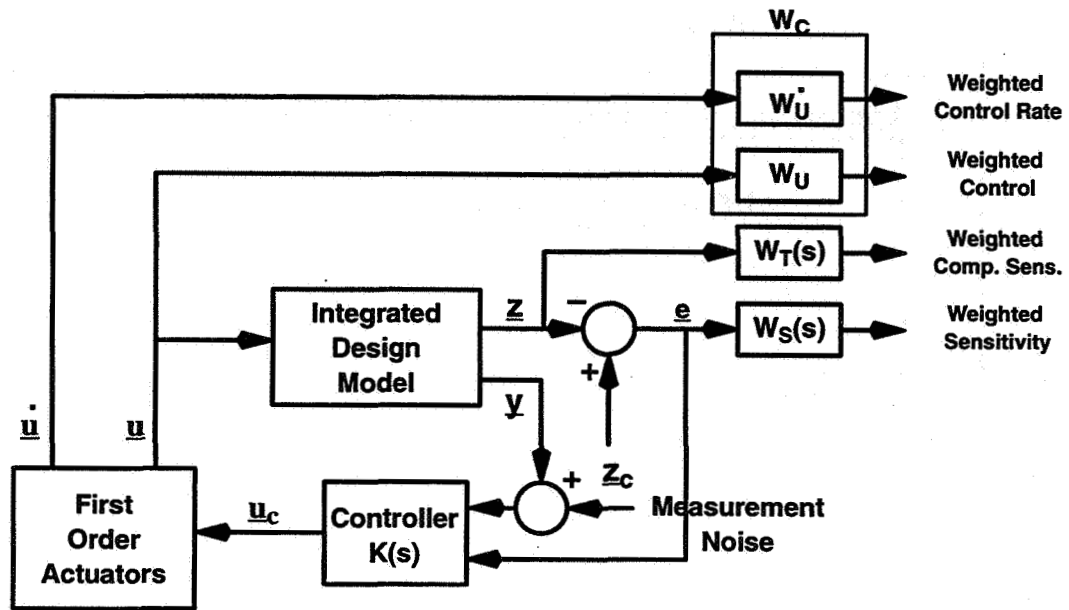 W_C
W_U̇
Weighted
Control Rate
W_U
Weighted
Control
W_T(s)
Weighted
Comp. Sens.
Integrated
Design
Model
z
−
e
W_S(s)
Weighted
Sensitivity
+
y
u̇
u
z_c
+
First
Order
Actuators
u_c
Controller
K(s)
Measurement
Noise